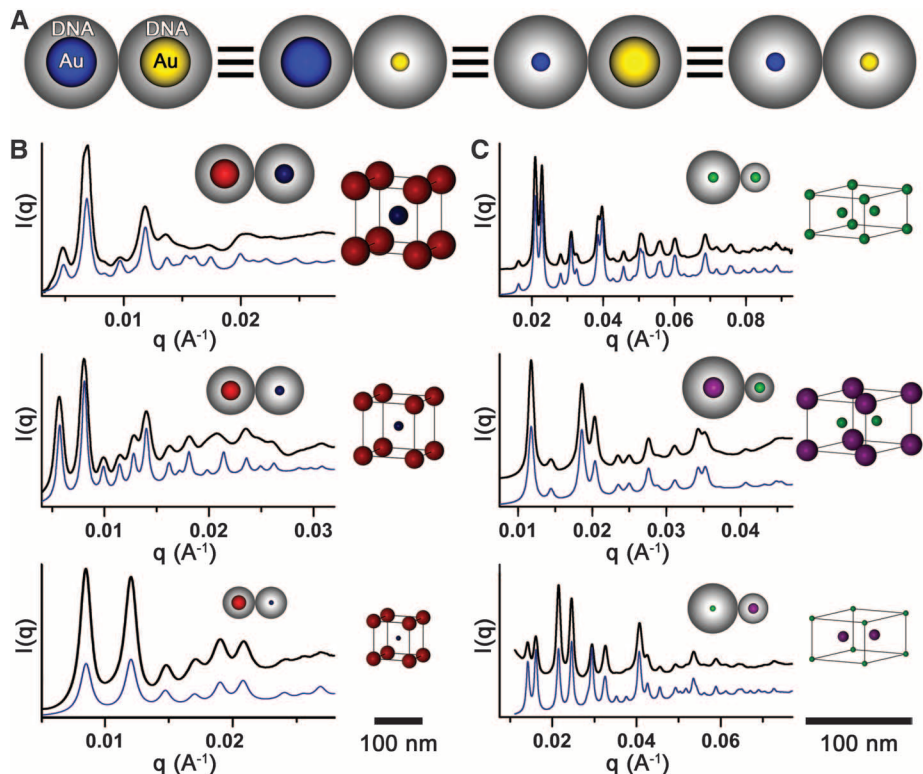 A
DNA DNA
Au Au
B
I(q)
0.01 0.02
q (A⁻¹)
I(q)
0.01 0.02 0.03
q (A⁻¹)
I(q)
0.01 0.02
q (A⁻¹)
100 nm
C
I(q)
0.02 0.04 0.06 0.08
q (A⁻¹)
I(q)
0.01 0.02 0.03 0.04
q (A⁻¹)
I(q)
0.02 0.04 0.06
q (A⁻¹)
100 nm